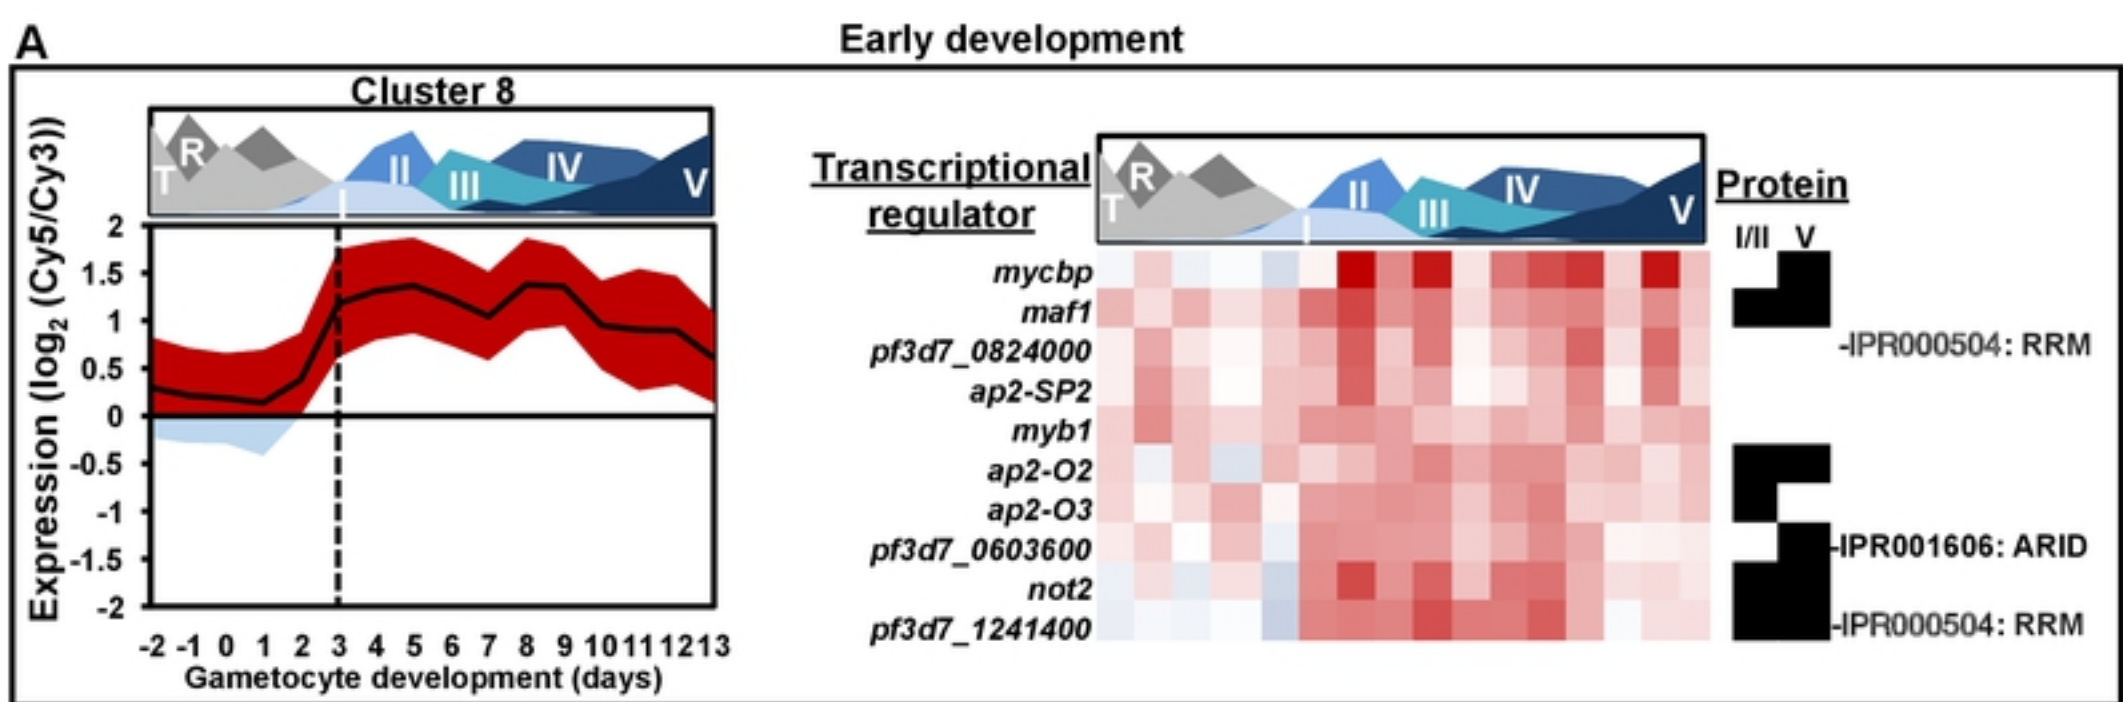 A
Early development
Cluster 8
T R I II III IV V
Expression (log2 (Cy5/Cy3))
2
1.5
1
0.5
0
-0.5
-1
-1.5
-2
-2 -1 0 1 2 3 4 5 6 7 8 9 10 11 12 13
Gametocyte development (days)
Transcriptional
regulator
T R I II III IV V
Protein
I/II V
mycbp
maf1
pf3d7_0824000 -IPR000504: RRM
ap2-SP2
myb1
ap2-O2
ap2-O3
pf3d7_0603600 -IPR001606: ARID
not2
pf3d7_1241400 -IPR000504: RRM